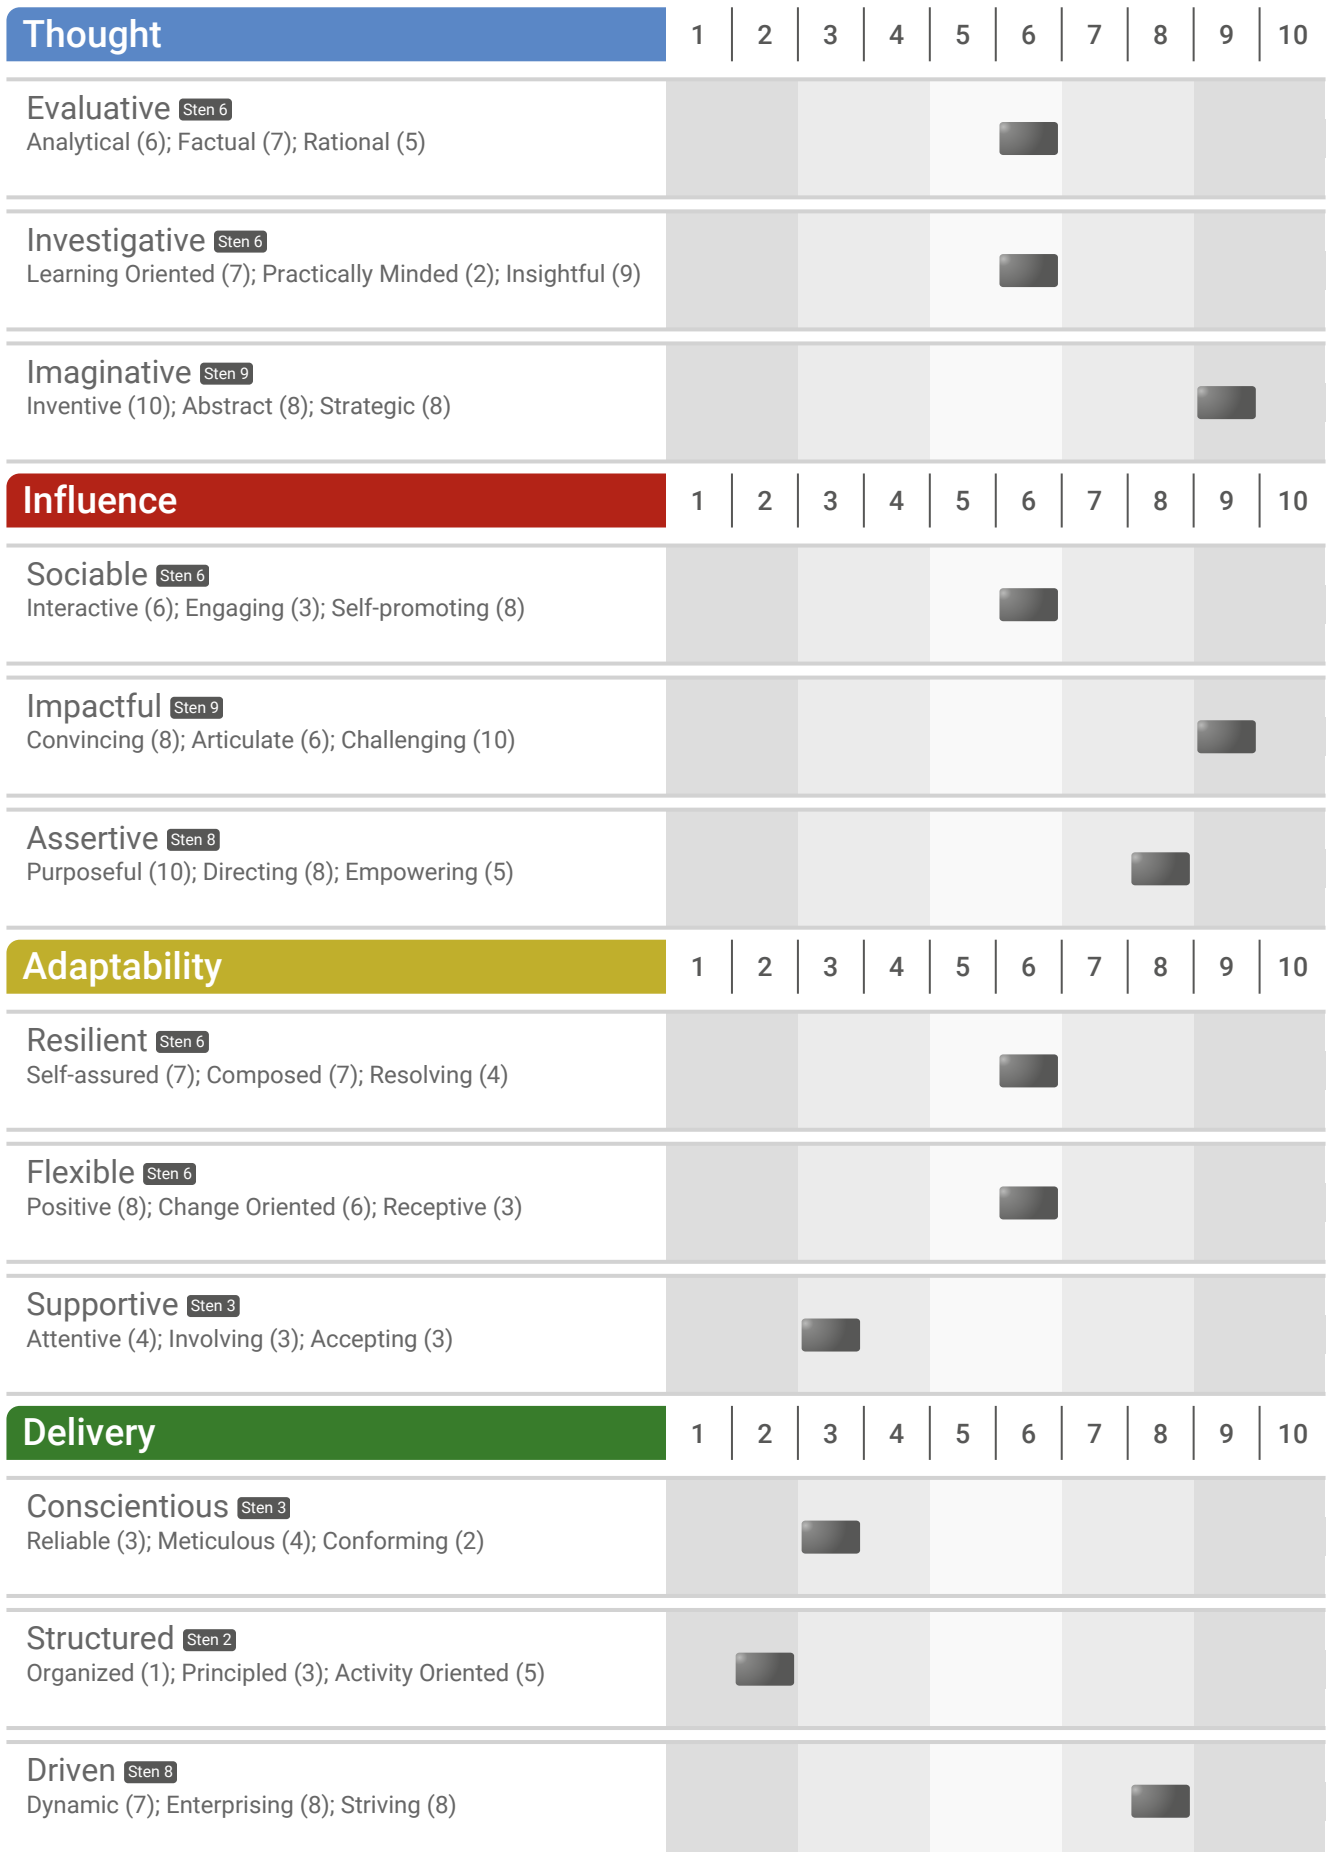 Thought 1 2 3 4 5 6 7 8 9 10
Evaluative Sten 6
Analytical (6); Factual (7); Rational (5)
Investigative Sten 6
Learning Oriented (7); Practically Minded (2); Insightful (9)
Imaginative Sten 9
Inventive (10); Abstract (8); Strategic (8)
Influence 1 2 3 4 5 6 7 8 9 10
Sociable Sten 6
Interactive (6); Engaging (3); Self-promoting (8)
Impactful Sten 9
Convincing (8); Articulate (6); Challenging (10)
Assertive Sten 8
Purposeful (10); Directing (8); Empowering (5)
Adaptability 1 2 3 4 5 6 7 8 9 10
Resilient Sten 6
Self-assured (7); Composed (7); Resolving (4)
Flexible Sten 6
Positive (8); Change Oriented (6); Receptive (3)
Supportive Sten 3
Attentive (4); Involving (3); Accepting (3)
Delivery 1 2 3 4 5 6 7 8 9 10
Conscientious Sten 3
Reliable (3); Meticulous (4); Conforming (2)
Structured Sten 2
Organized (1); Principled (3); Activity Oriented (5)
Driven Sten 8
Dynamic (7); Enterprising (8); Striving (8)